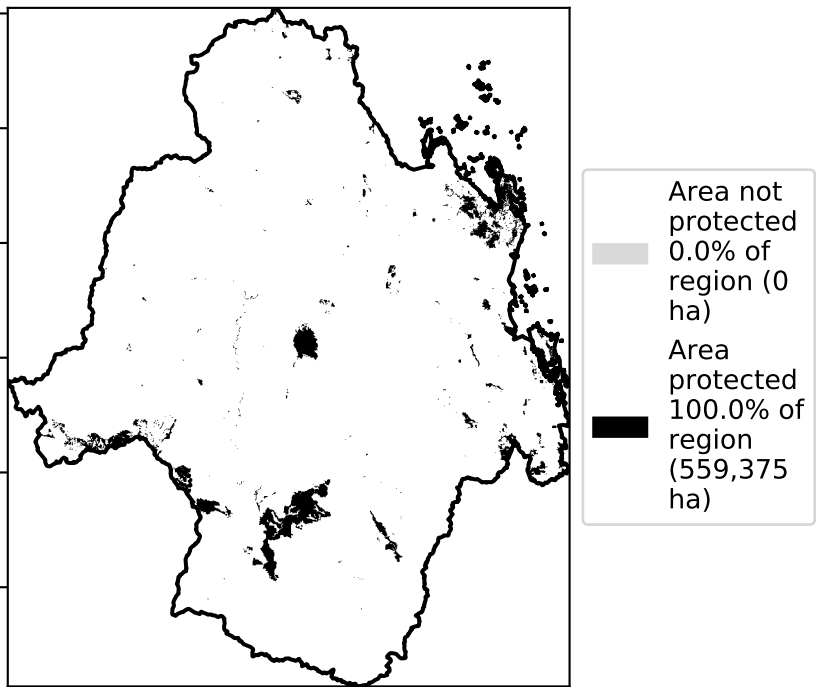 Area not
protected
0.0% of
region (0
ha)
Area
protected
100.0% of
region
(559,375
ha)